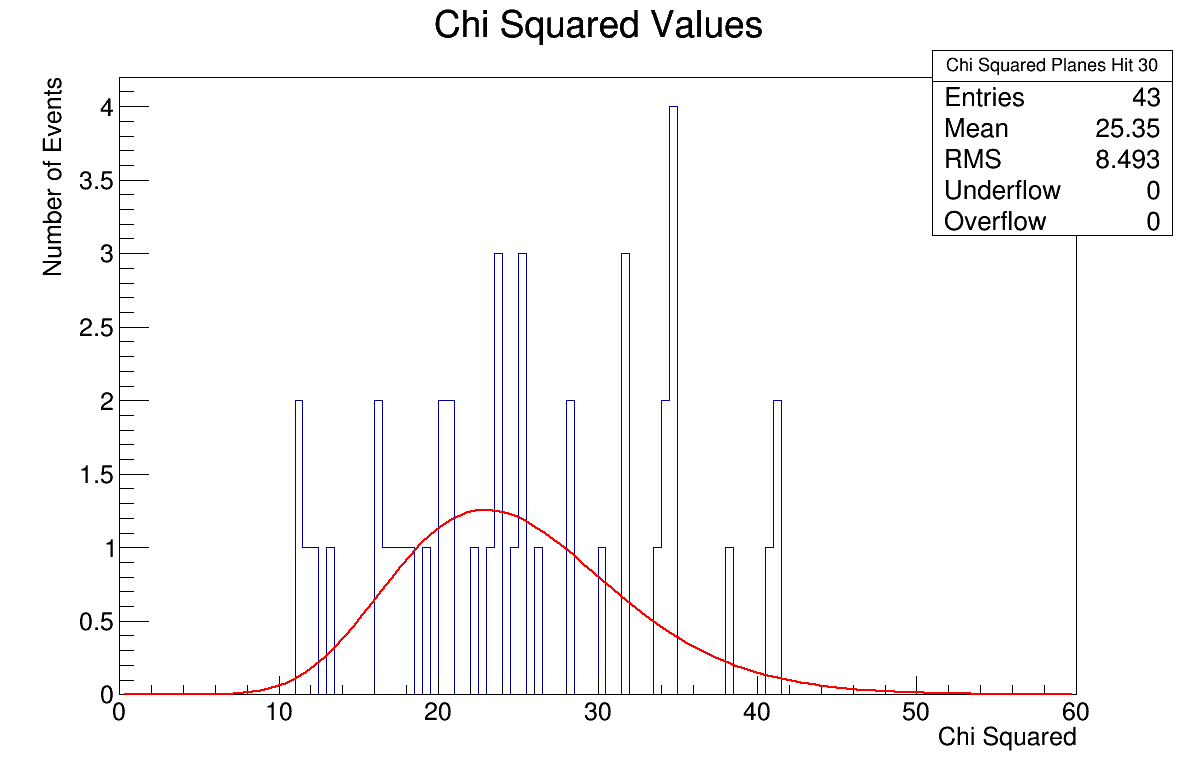 Chi Squared Values
Chi Squared Planes Hit 30
Entries 43
Mean 25.35
RMS 8.493
Underflow 0
Overflow 0
Number of Events
4
3.5
3
2.5
2
1.5
1
0.5
0
0 10 20 30 40 50 60
Chi Squared